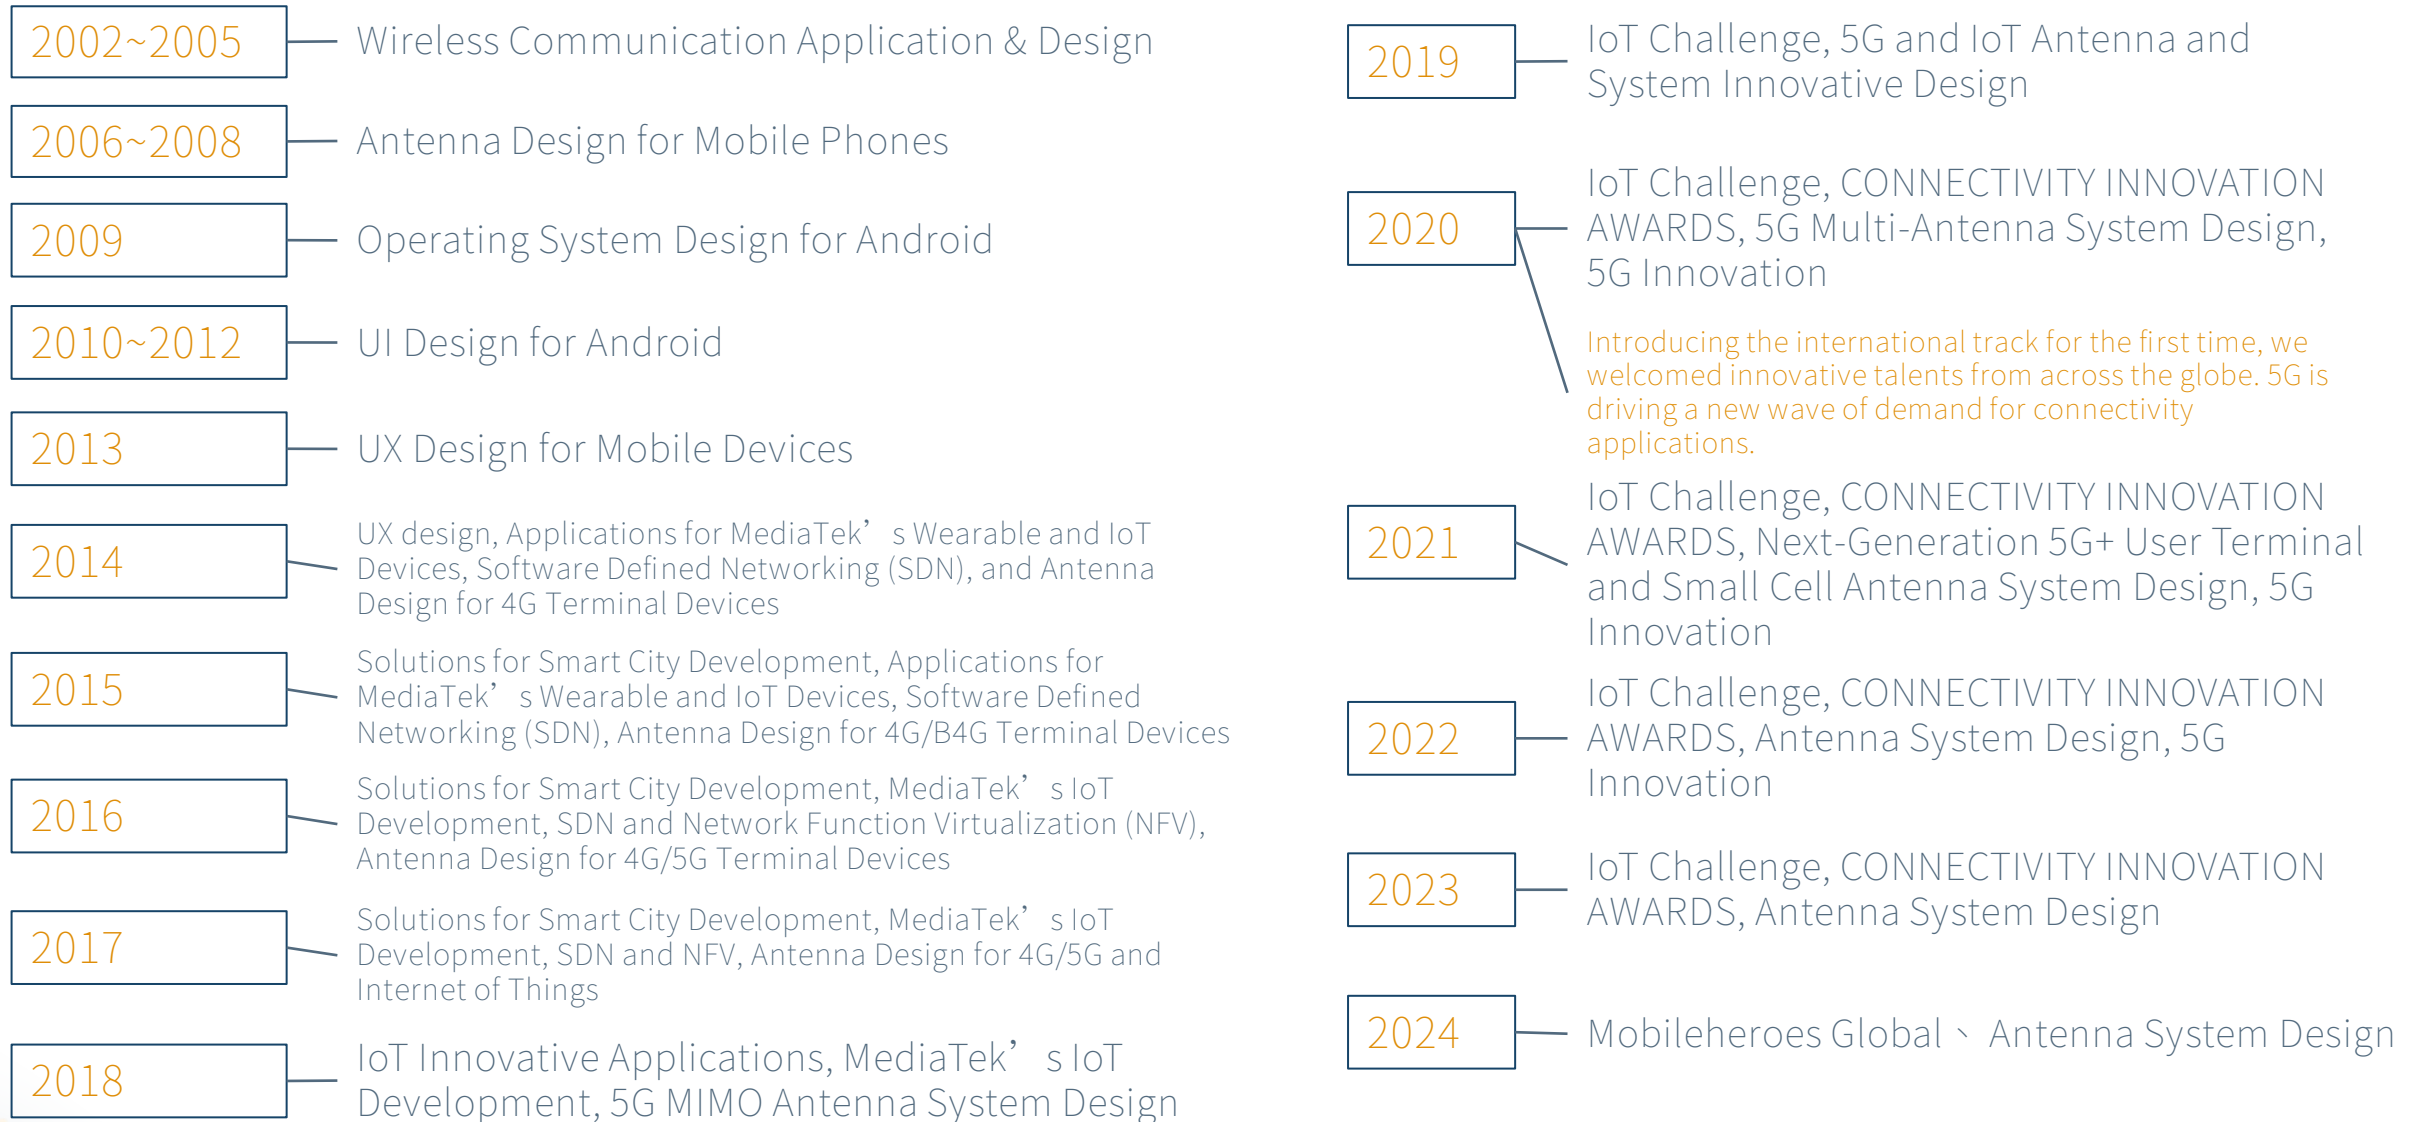 2002~2005
Wireless Communication Application & Design
2006~2008
Antenna Design for Mobile Phones
2009
Operating System Design for Android
2010~2012
UI Design for Android
2013
UX Design for Mobile Devices
2014
UX design, Applications for MediaTek’s Wearable and IoT
Devices, Software Defined Networking (SDN), and Antenna
Design for 4G Terminal Devices
2015
Solutions for Smart City Development, Applications for
MediaTek’s Wearable and IoT Devices, Software Defined
Networking (SDN), Antenna Design for 4G/B4G Terminal Devices
2016
Solutions for Smart City Development, MediaTek’s IoT
Development, SDN and Network Function Virtualization (NFV),
Antenna Design for 4G/5G Terminal Devices
2017
Solutions for Smart City Development, MediaTek’s IoT
Development, SDN and NFV, Antenna Design for 4G/5G and
Internet of Things
2018
IoT Innovative Applications, MediaTek’s IoT
Development, 5G MIMO Antenna System Design
2019
IoT Challenge, 5G and IoT Antenna and
System Innovative Design
2020
IoT Challenge, CONNECTIVITY INNOVATION
AWARDS, 5G Multi-Antenna System Design,
5G Innovation
Introducing the international track for the first time, we
welcomed innovative talents from across the globe. 5G is
driving a new wave of demand for connectivity
applications.
2021
IoT Challenge, CONNECTIVITY INNOVATION
AWARDS, Next-Generation 5G+ User Terminal
and Small Cell Antenna System Design, 5G
Innovation
2022
IoT Challenge, CONNECTIVITY INNOVATION
AWARDS, Antenna System Design, 5G
Innovation
2023
IoT Challenge, CONNECTIVITY INNOVATION
AWARDS, Antenna System Design
2024
Mobileheroes Global、Antenna System Design